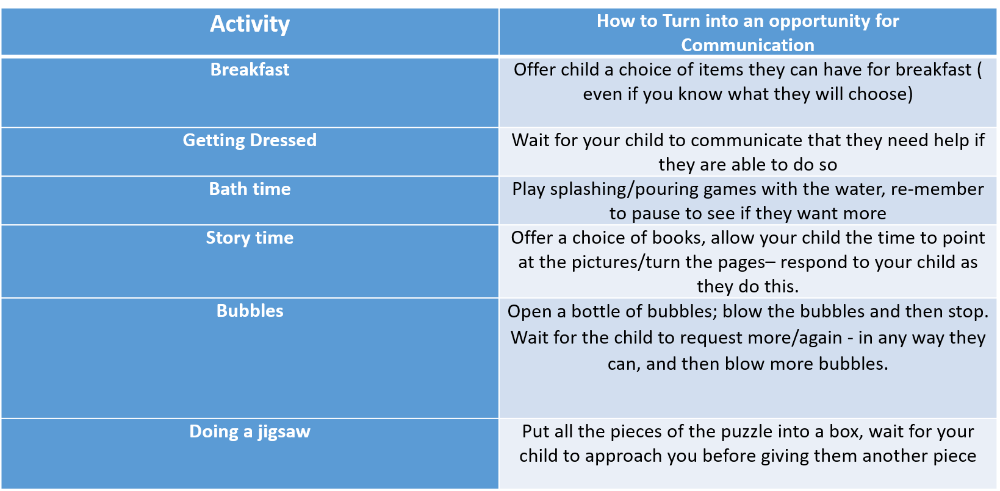 Activity
How to Turn into an opportunity for
Communication
Breakfast
Offer child a choice of items they can have for breakfast (
even if you know what they will choose)
Getting Dressed
Wait for your child to communicate that they need help if
they are able to do so
Bath time
Play splashing/pouring games with the water, re-member
to pause to see if they want more
Story time
Offer a choice of books, allow your child the time to point
at the pictures/turn the pages– respond to your child as
they do this.
Bubbles
Open a bottle of bubbles; blow the bubbles and then stop.
Wait for the child to request more/again - in any way they
can, and then blow more bubbles.
Doing a jigsaw
Put all the pieces of the puzzle into a box, wait for your
child to approach you before giving them another piece